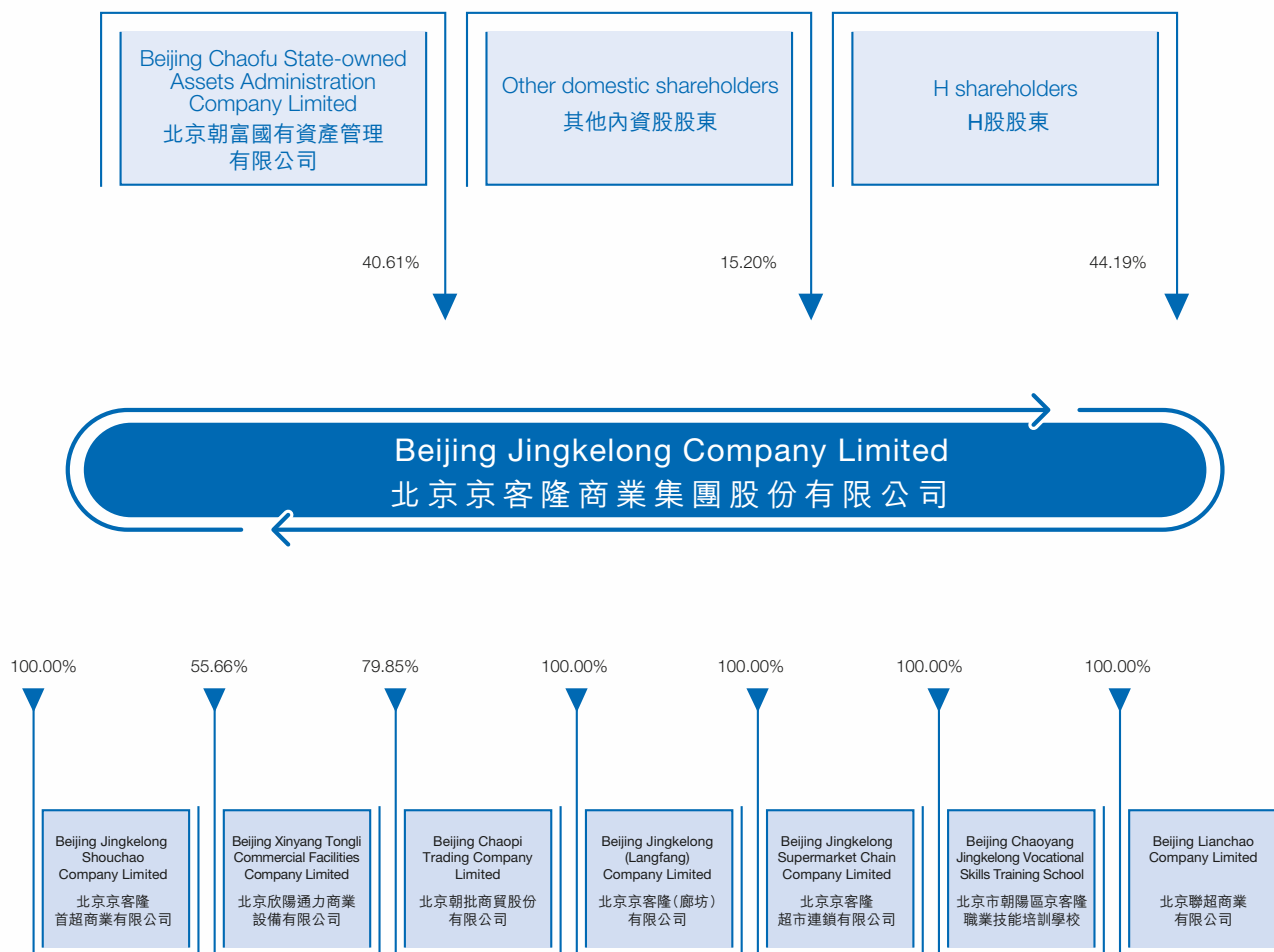 Beijing Chaofu State-owned
Assets Administration
Company Limited
北京朝富國有資產管理
有限公司
Other domestic shareholders
其他內資股股東
H shareholders
H股股東
40.61%
15.20%
44.19%
Beijing Jingkelong Company Limited
北京京客隆商業集團股份有限公司
100.00%
55.66%
79.85%
100.00%
100.00%
100.00%
100.00%
Beijing Jingkelong
Shouchao
Company Limited
北京京客隆
首超商業有限公司
Beijing Xinyang Tongli
Commercial Facilities
Company Limited
北京欣陽通力商業
設備有限公司
Beijing Chaopi
Trading Company
Limited
北京朝批商貿股份
有限公司
Beijing Jingkelong
(Langfang)
Company Limited
北京京客隆(廊坊)
有限公司
Beijing Jingkelong
Supermarket Chain
Company Limited
北京京客隆
超市連鎖有限公司
Beijing Chaoyang
Jingkelong Vocational
Skills Training School
北京市朝陽區京客隆
職業技能培訓學校
Beijing Lianchao
Company Limited
北京聯超商業
有限公司